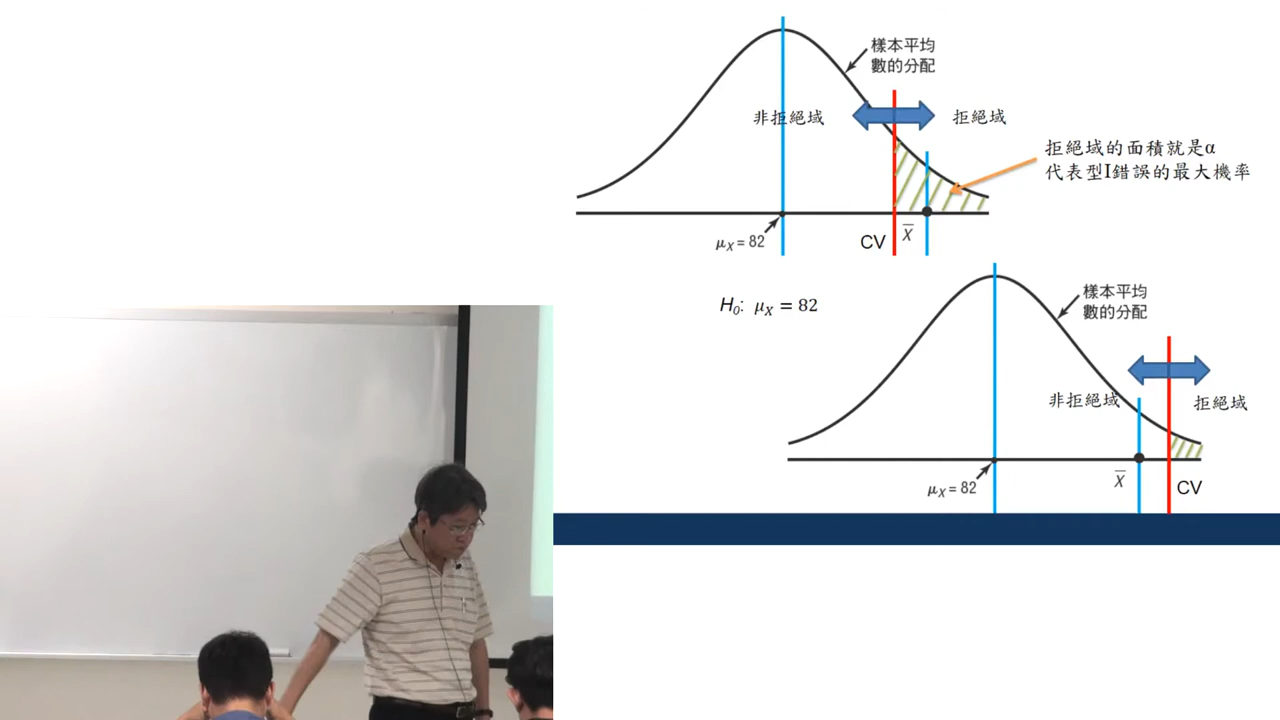 樣本平均
數的分配
非拒絕域
拒絕域
拒絕域的面積就是α
代表型I錯誤的最大機率
μX = 82
CV
X̅
H0: μX = 82
樣本平均
數的分配
非拒絕域
拒絕域
μX = 82
X̅
CV